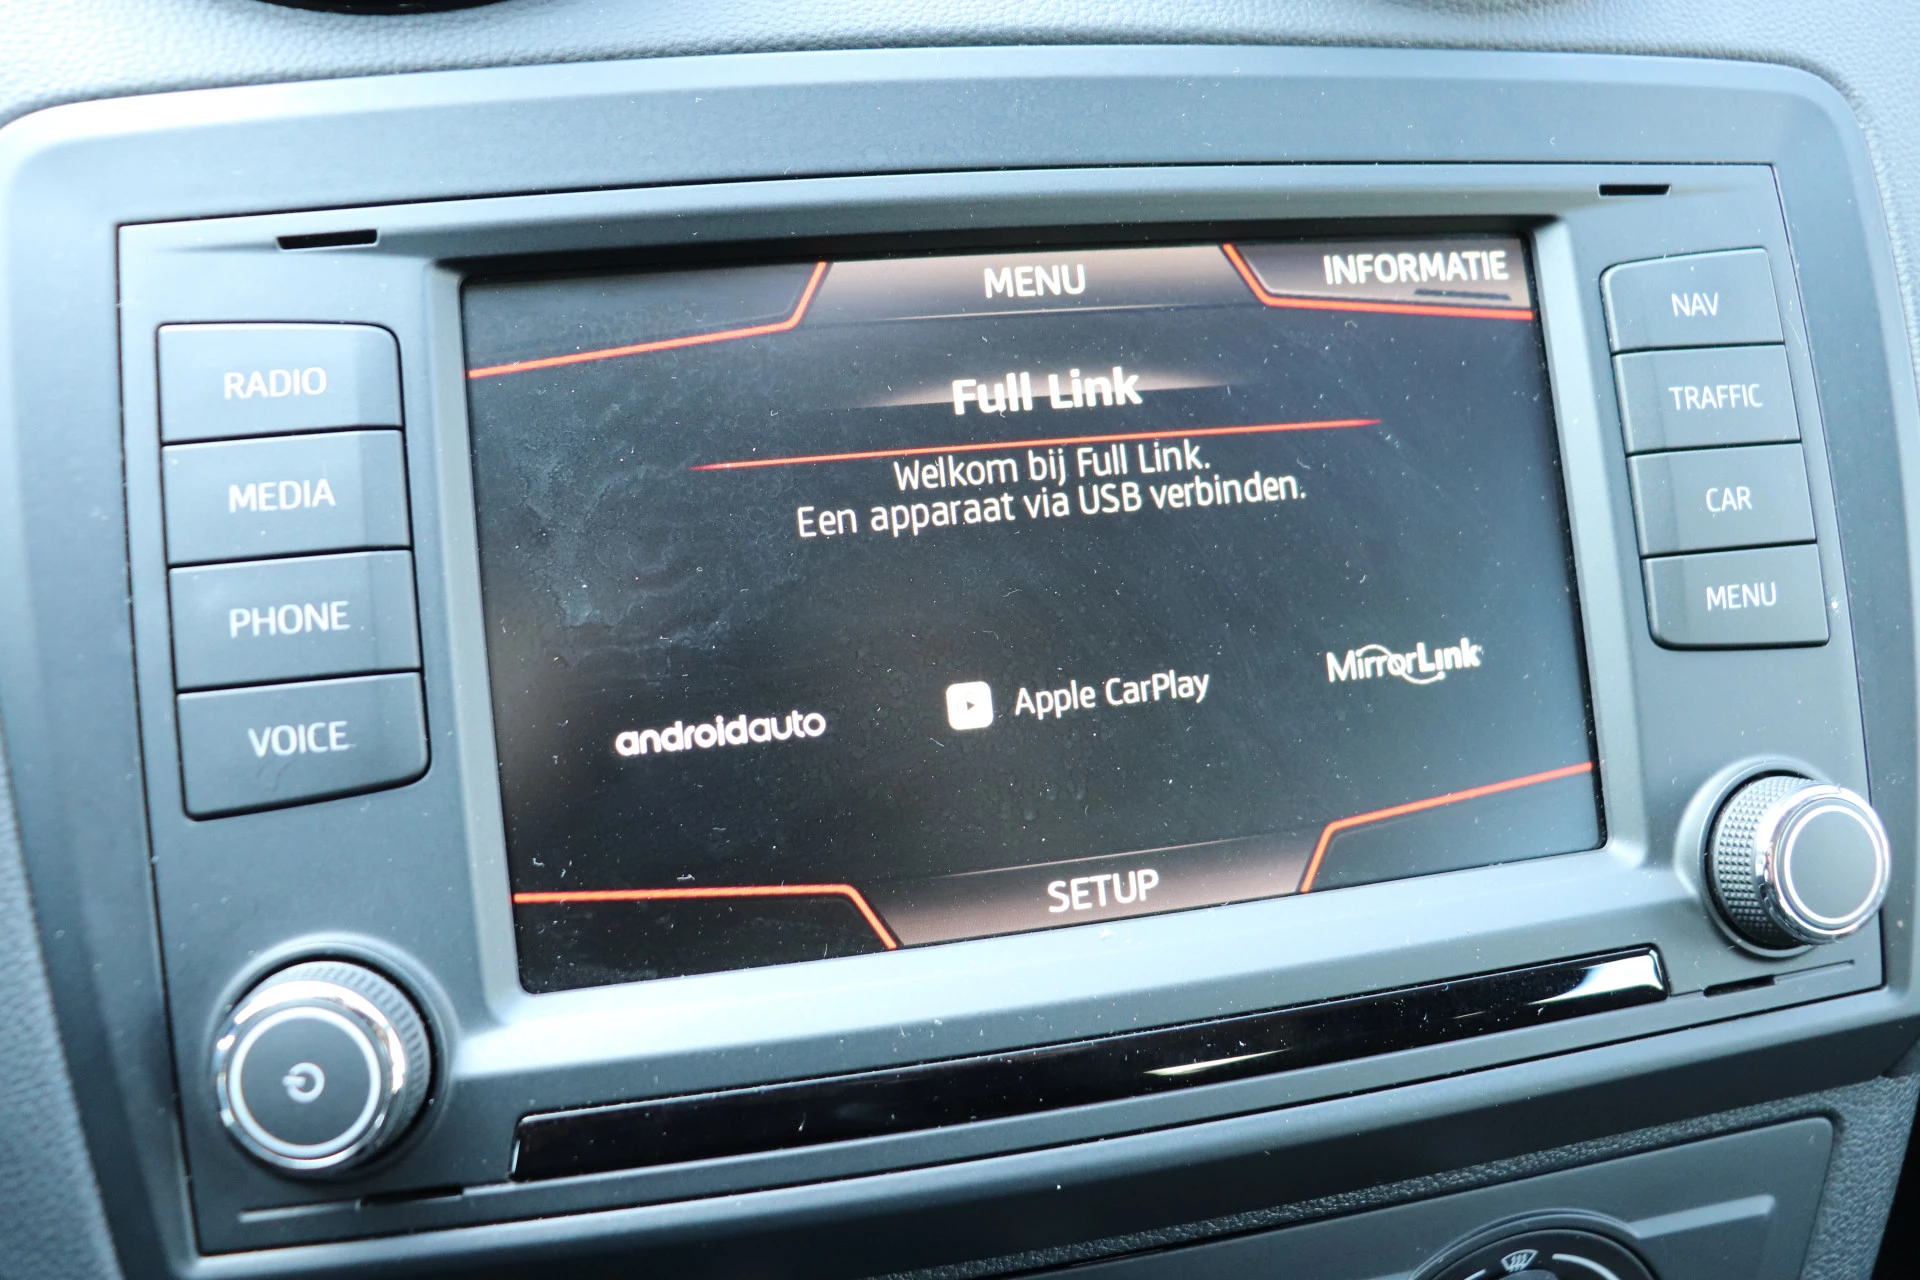 MENU
INFORMATIE
Full Link
Welkom bij Full Link.
Een apparaat via USB verbinden.
androidauto
Apple CarPlay
MirrorLink
SETUP
RADIO
MEDIA
PHONE
VOICE
NAV
TRAFFIC
CAR
MENU